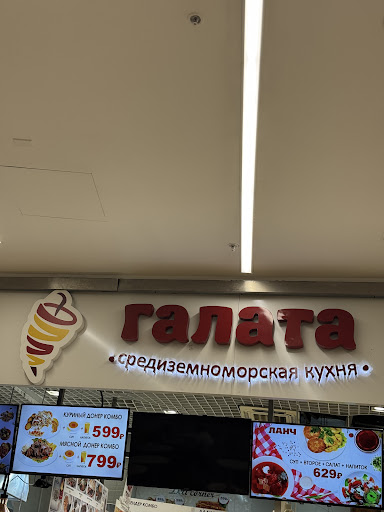 галата
• средиземноморская кухня •
КУРИНЫЙ ДОНЕР КОМБО
599₽
МЯСНОЙ ДОНЕР КОМБО
799₽
ЛАНЧ
СУП + ВТОРОЕ + САЛАТ + НАПИТОК
629₽